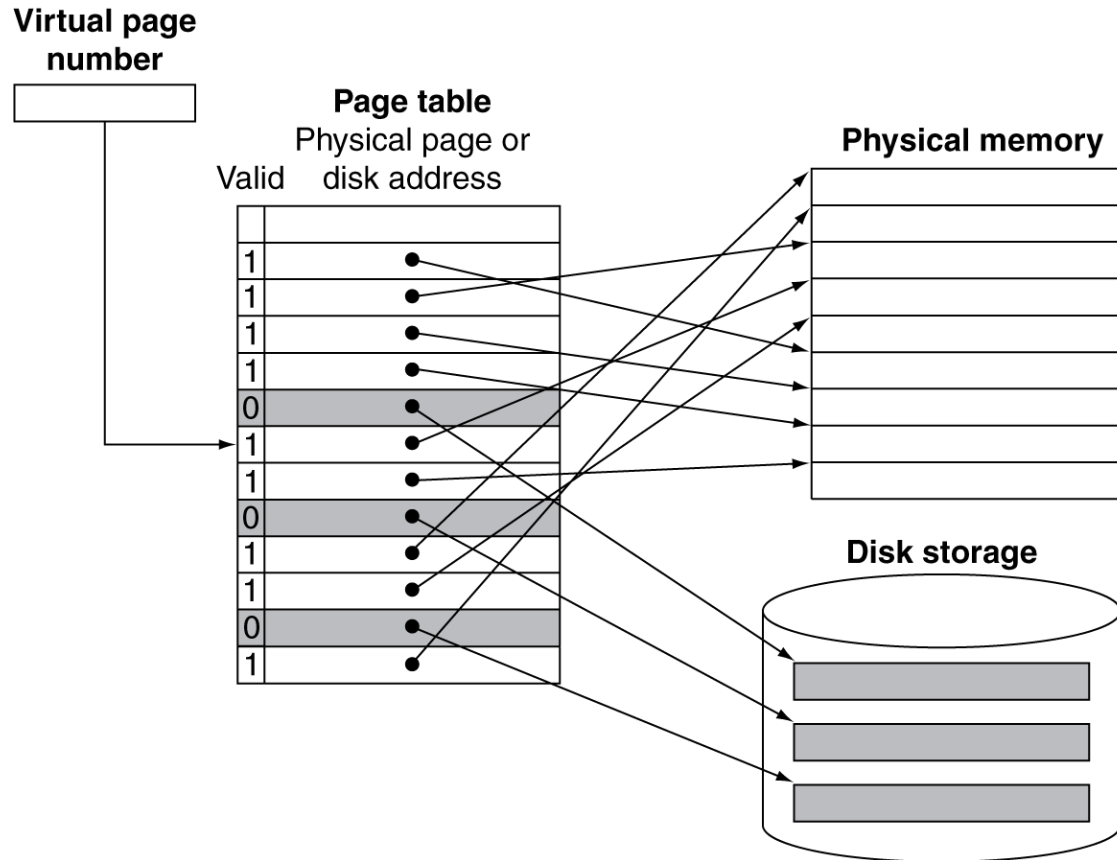 Virtual page
number
Page table
Physical page or
Valid disk address
Physical memory
1
1
1
1
0
1
1
0
1
1
0
1
Disk storage